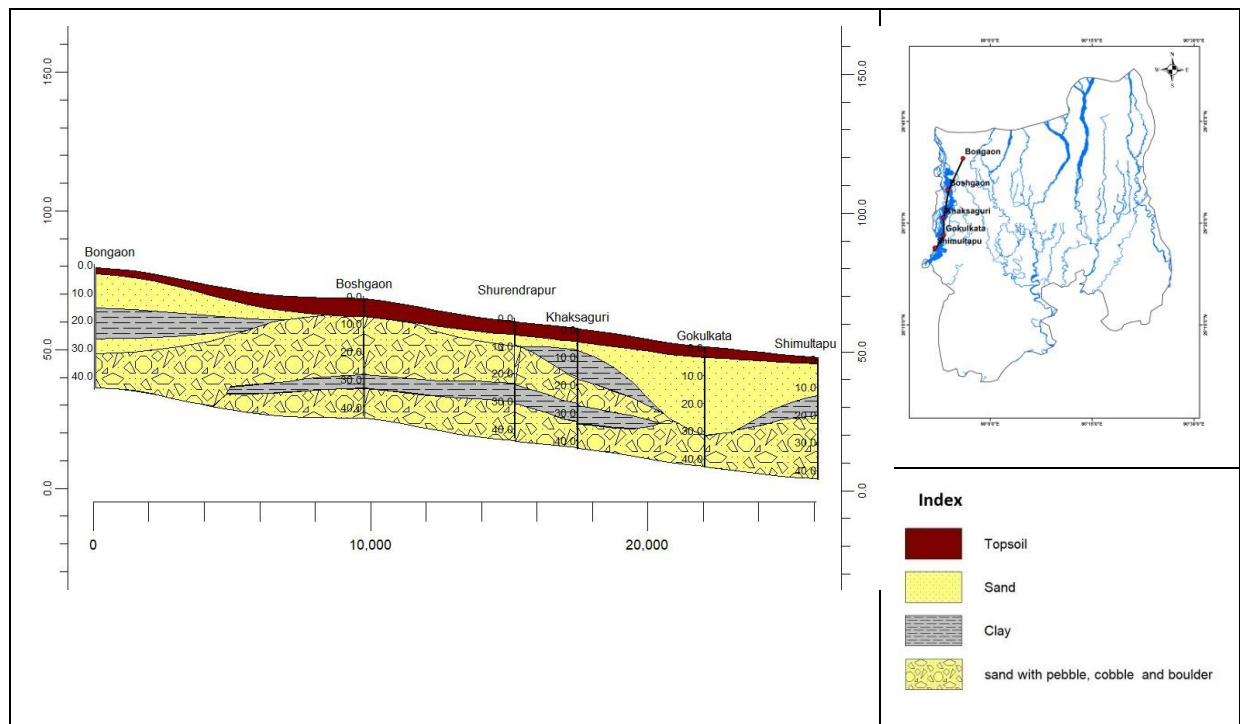 150.0
100.0
50.0
0.0
150.0
100.0
50.0
0.0
Bongaon
0.0
10.0
20.0
30.0
40.0
Boshgaon
0.0
10.0
20.0
30.0
40.0
Shurendrapur
0.0
10.0
20.0
30.0
40.0
Khaksaguri
10.0
20.0
30.0
40.0
Gokulkata
10.0
20.0
30.0
40.0
Shimultapu
10.0
20.0
30.0
40.0
0
10,000
20,000
N
W
E
S
Bongaon
Boshgaon
Khaksaguri
Gokulkata
Shimultapu
Index
Topsoil
Sand
Clay
sand with pebble, cobble and boulder